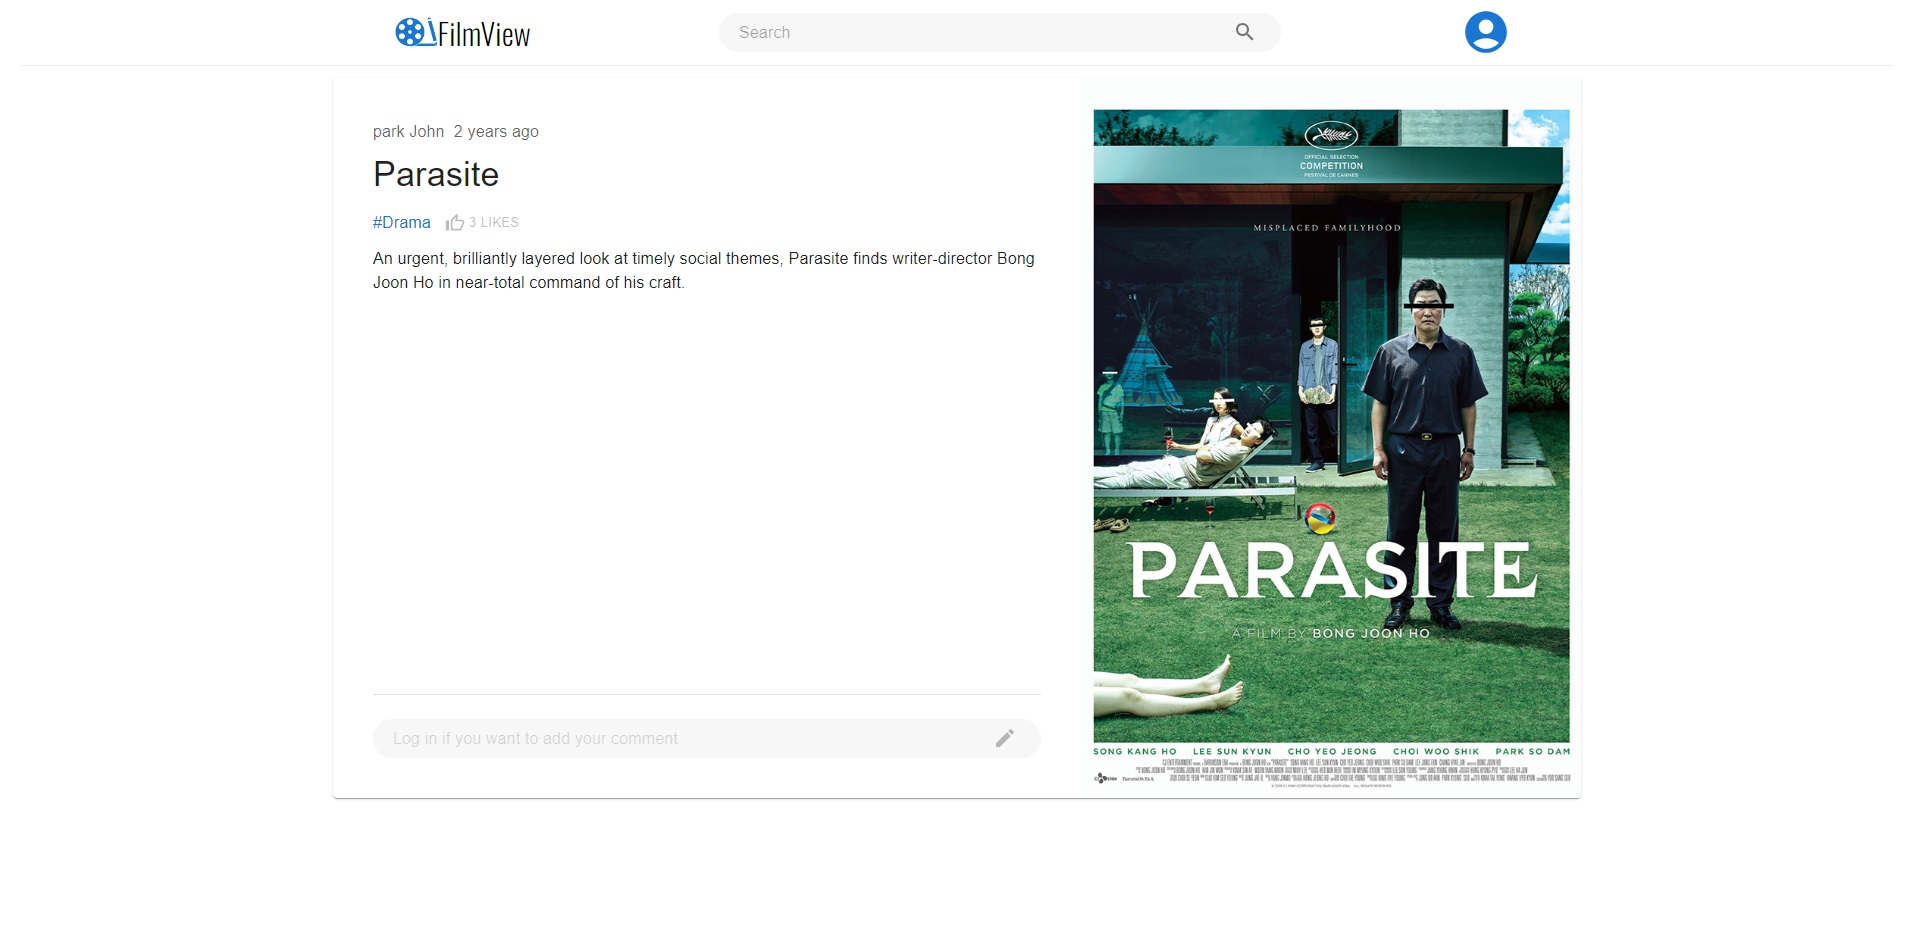 FilmView
Search
park John 2 years ago
Parasite
#Drama 3 LIKES
An urgent, brilliantly layered look at timely social themes, Parasite finds writer-director Bong
Joon Ho in near-total command of his craft.
Log in if you want to add your comment
OFFICIAL SELECTION
COMPETITION
FESTIVAL DE CANNES
MISPLACED FAMILYHOOD
PARASITE
A FILM BY BONG JOON HO
SONG KANG HO LEE SUN KYUN CHO YEO JEONG CHOI WOO SHIK PARK SO DAM